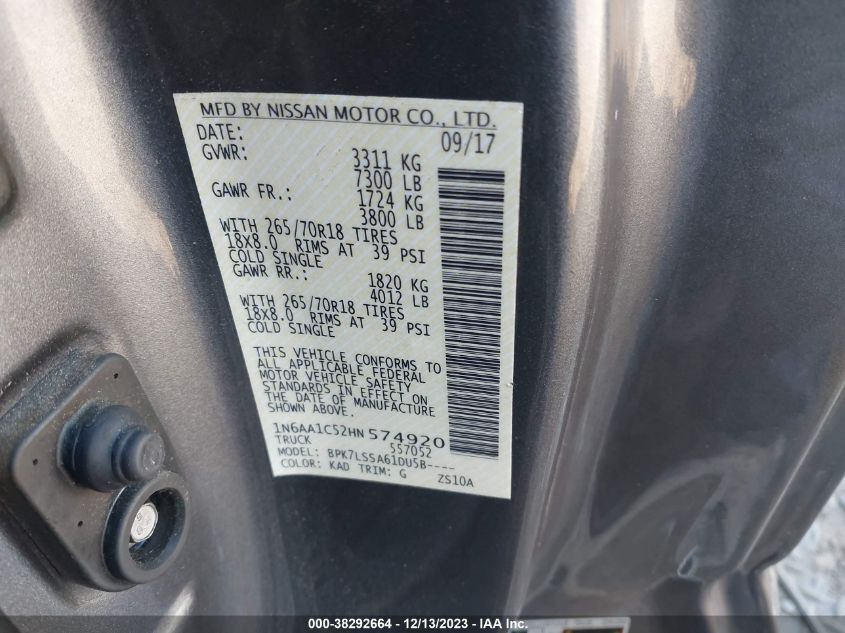 MFD BY NISSAN MOTOR CO., LTD.
DATE: 09/17
GVWR: 3311 KG
7300 LB
GAWR FR.: 1724 KG
3800 LB
WITH 265/70R18 TIRES
18X8.0 RIMS AT 39 PSI
COLD SINGLE
GAWR RR.: 1820 KG
4012 LB
WITH 265/70R18 TIRES
18X8.0 RIMS AT 39 PSI
COLD SINGLE
THIS VEHICLE CONFORMS TO
ALL APPLICABLE FEDERAL
MOTOR VEHICLE SAFETY
STANDARDS IN EFFECT ON
THE DATE OF MANUFACTURE
SHOWN ABOVE.
1N6AA1C52HN574920
TRUCK 557052
MODEL: BPK7LSSA61DU5B----
COLOR: KAD TRIM: G ZS10A
000-38292664 - 12/13/2023 - IAA Inc.